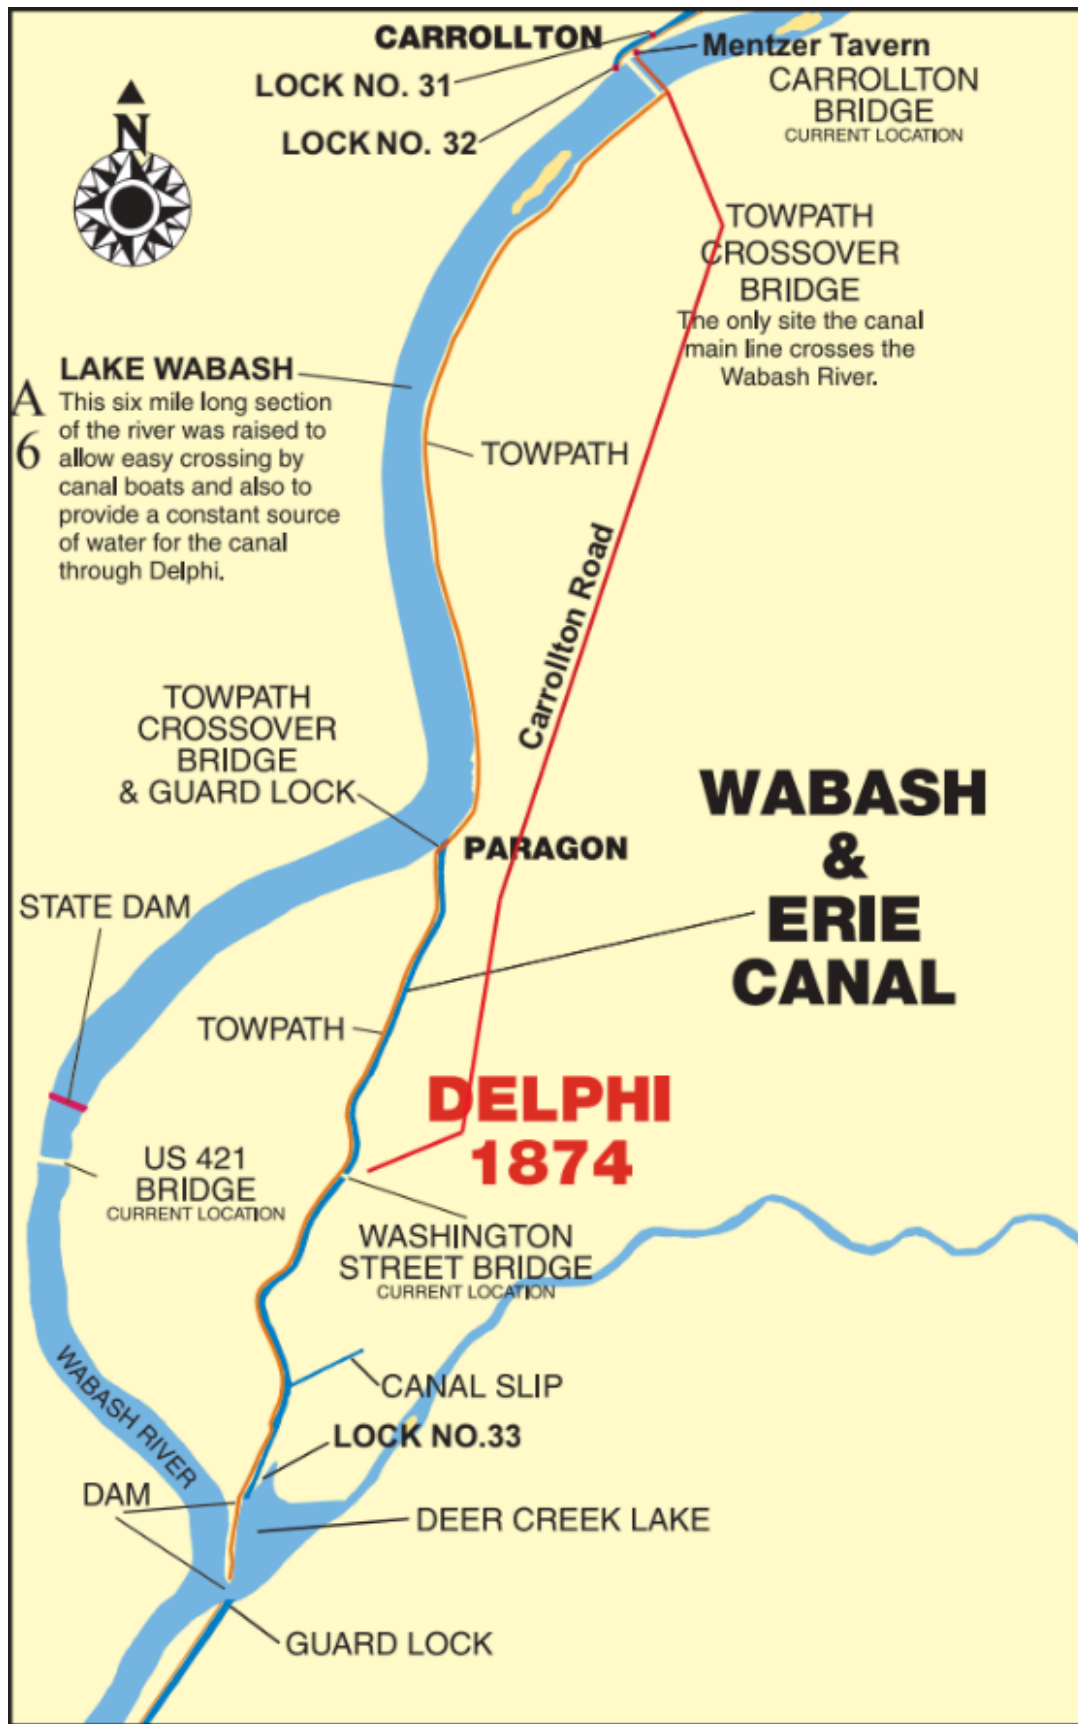 CARROLLTON
Mentzer Tavern
LOCK NO. 31
CARROLLTON
BRIDGE
CURRENT LOCATION
LOCK NO. 32
N
TOWPATH
CROSSOVER
BRIDGE
The only site the canal
main line crosses the
Wabash River.
A
6
LAKE WABASH
This six mile long section
of the river was raised to
allow easy crossing by
canal boats and also to
provide a constant source
of water for the canal
through Delphi.
TOWPATH
Carrollton Road
TOWPATH
CROSSOVER
BRIDGE
& GUARD LOCK
WABASH
&
ERIE
CANAL
PARAGON
STATE DAM
TOWPATH
DELPHI
1874
US 421
BRIDGE
CURRENT LOCATION
WASHINGTON
STREET BRIDGE
CURRENT LOCATION
WABASH RIVER
CANAL SLIP
LOCK NO.33
DAM
DEER CREEK LAKE
GUARD LOCK